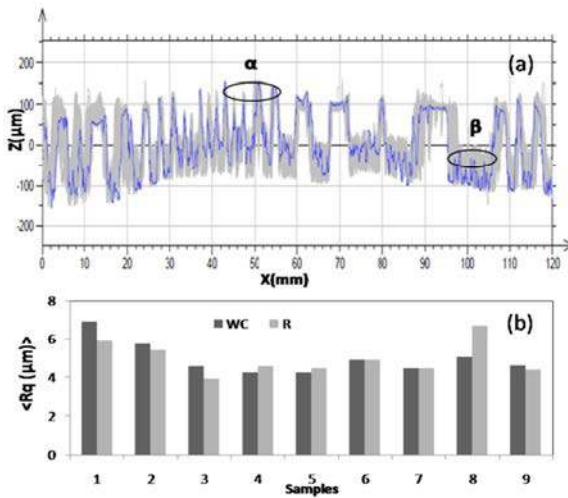 (a)
α
β
Z(µm)
200
100
0
-100
-200
0 10 20 30 40 50 60 70 80 90 100 110 120
X(mm)
(b)
WC R
<Rq (µm)>
8
6
4
2
0
1 2 3 4 5 6 7 8 9
Samples